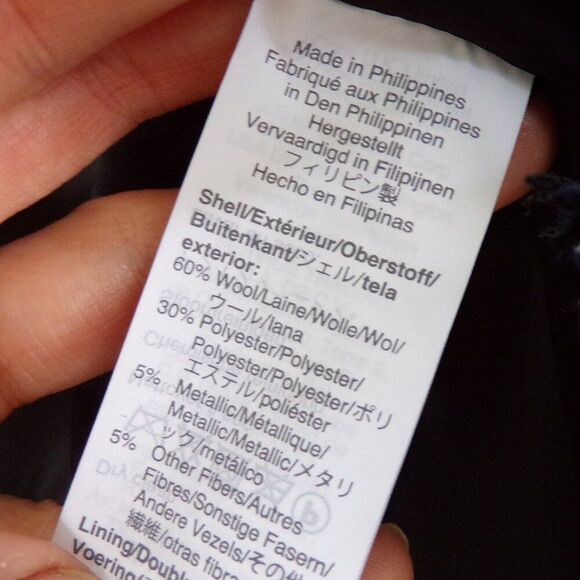 Made in Philippines
Fabriqué aux Philippines
in Den Philippinen
Hergestellt
Vervaardigd in Filipijnen
フィリピン製
Hecho en Filipinas
Shell/Extérieur/Oberstoff/
Buitenkant/シェル/tela
exterior:
60% Wool/Laine/Wolle/Wol/
ウール/lana
30% Polyester/Polyester/
Polyester/Polyester/ポリ
エステル/poliéster
5% Metallic/Métallique/
Metallic/Metallic/メタリ
ック/metálico
5% Other Fibers/Autres
Fibres/Sonstige Fasern/
Andere Vezels/その他
繊維/otras fibra
Lining/Double
Voering/